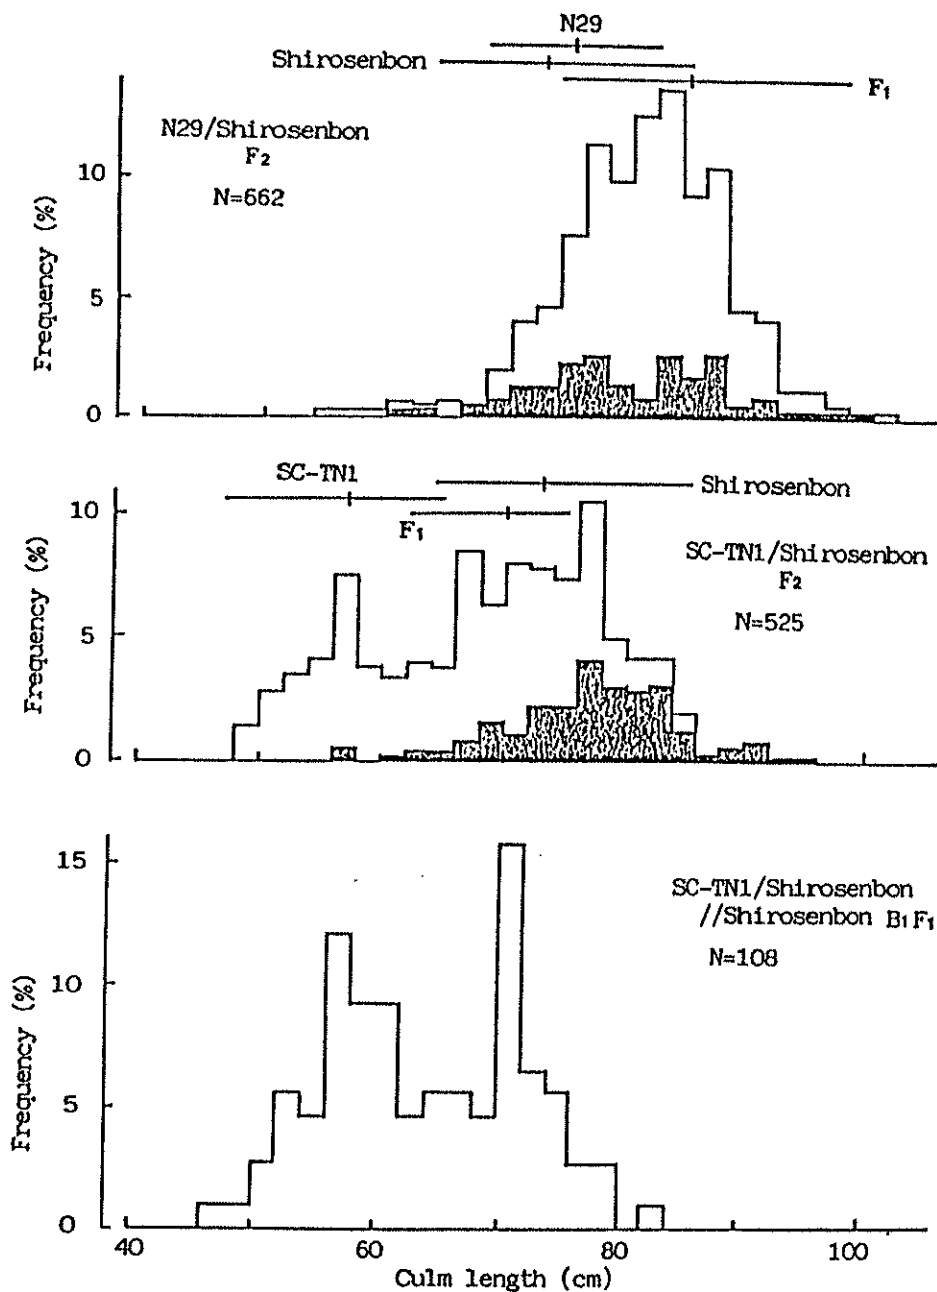 N29
Shirosenbon
F1
N29/Shirosenbon
F2
N=662
10
5
0
Frequency (%)
SC-TN1
Shirosenbon
F1
SC-TN1/Shirosenbon
F2
N=525
10
5
0
Frequency (%)
SC-TN1/Shirosenbon
//Shirosenbon B1F1
N=108
15
10
5
0
Frequency (%)
40 60 80 100
Culm length (cm)